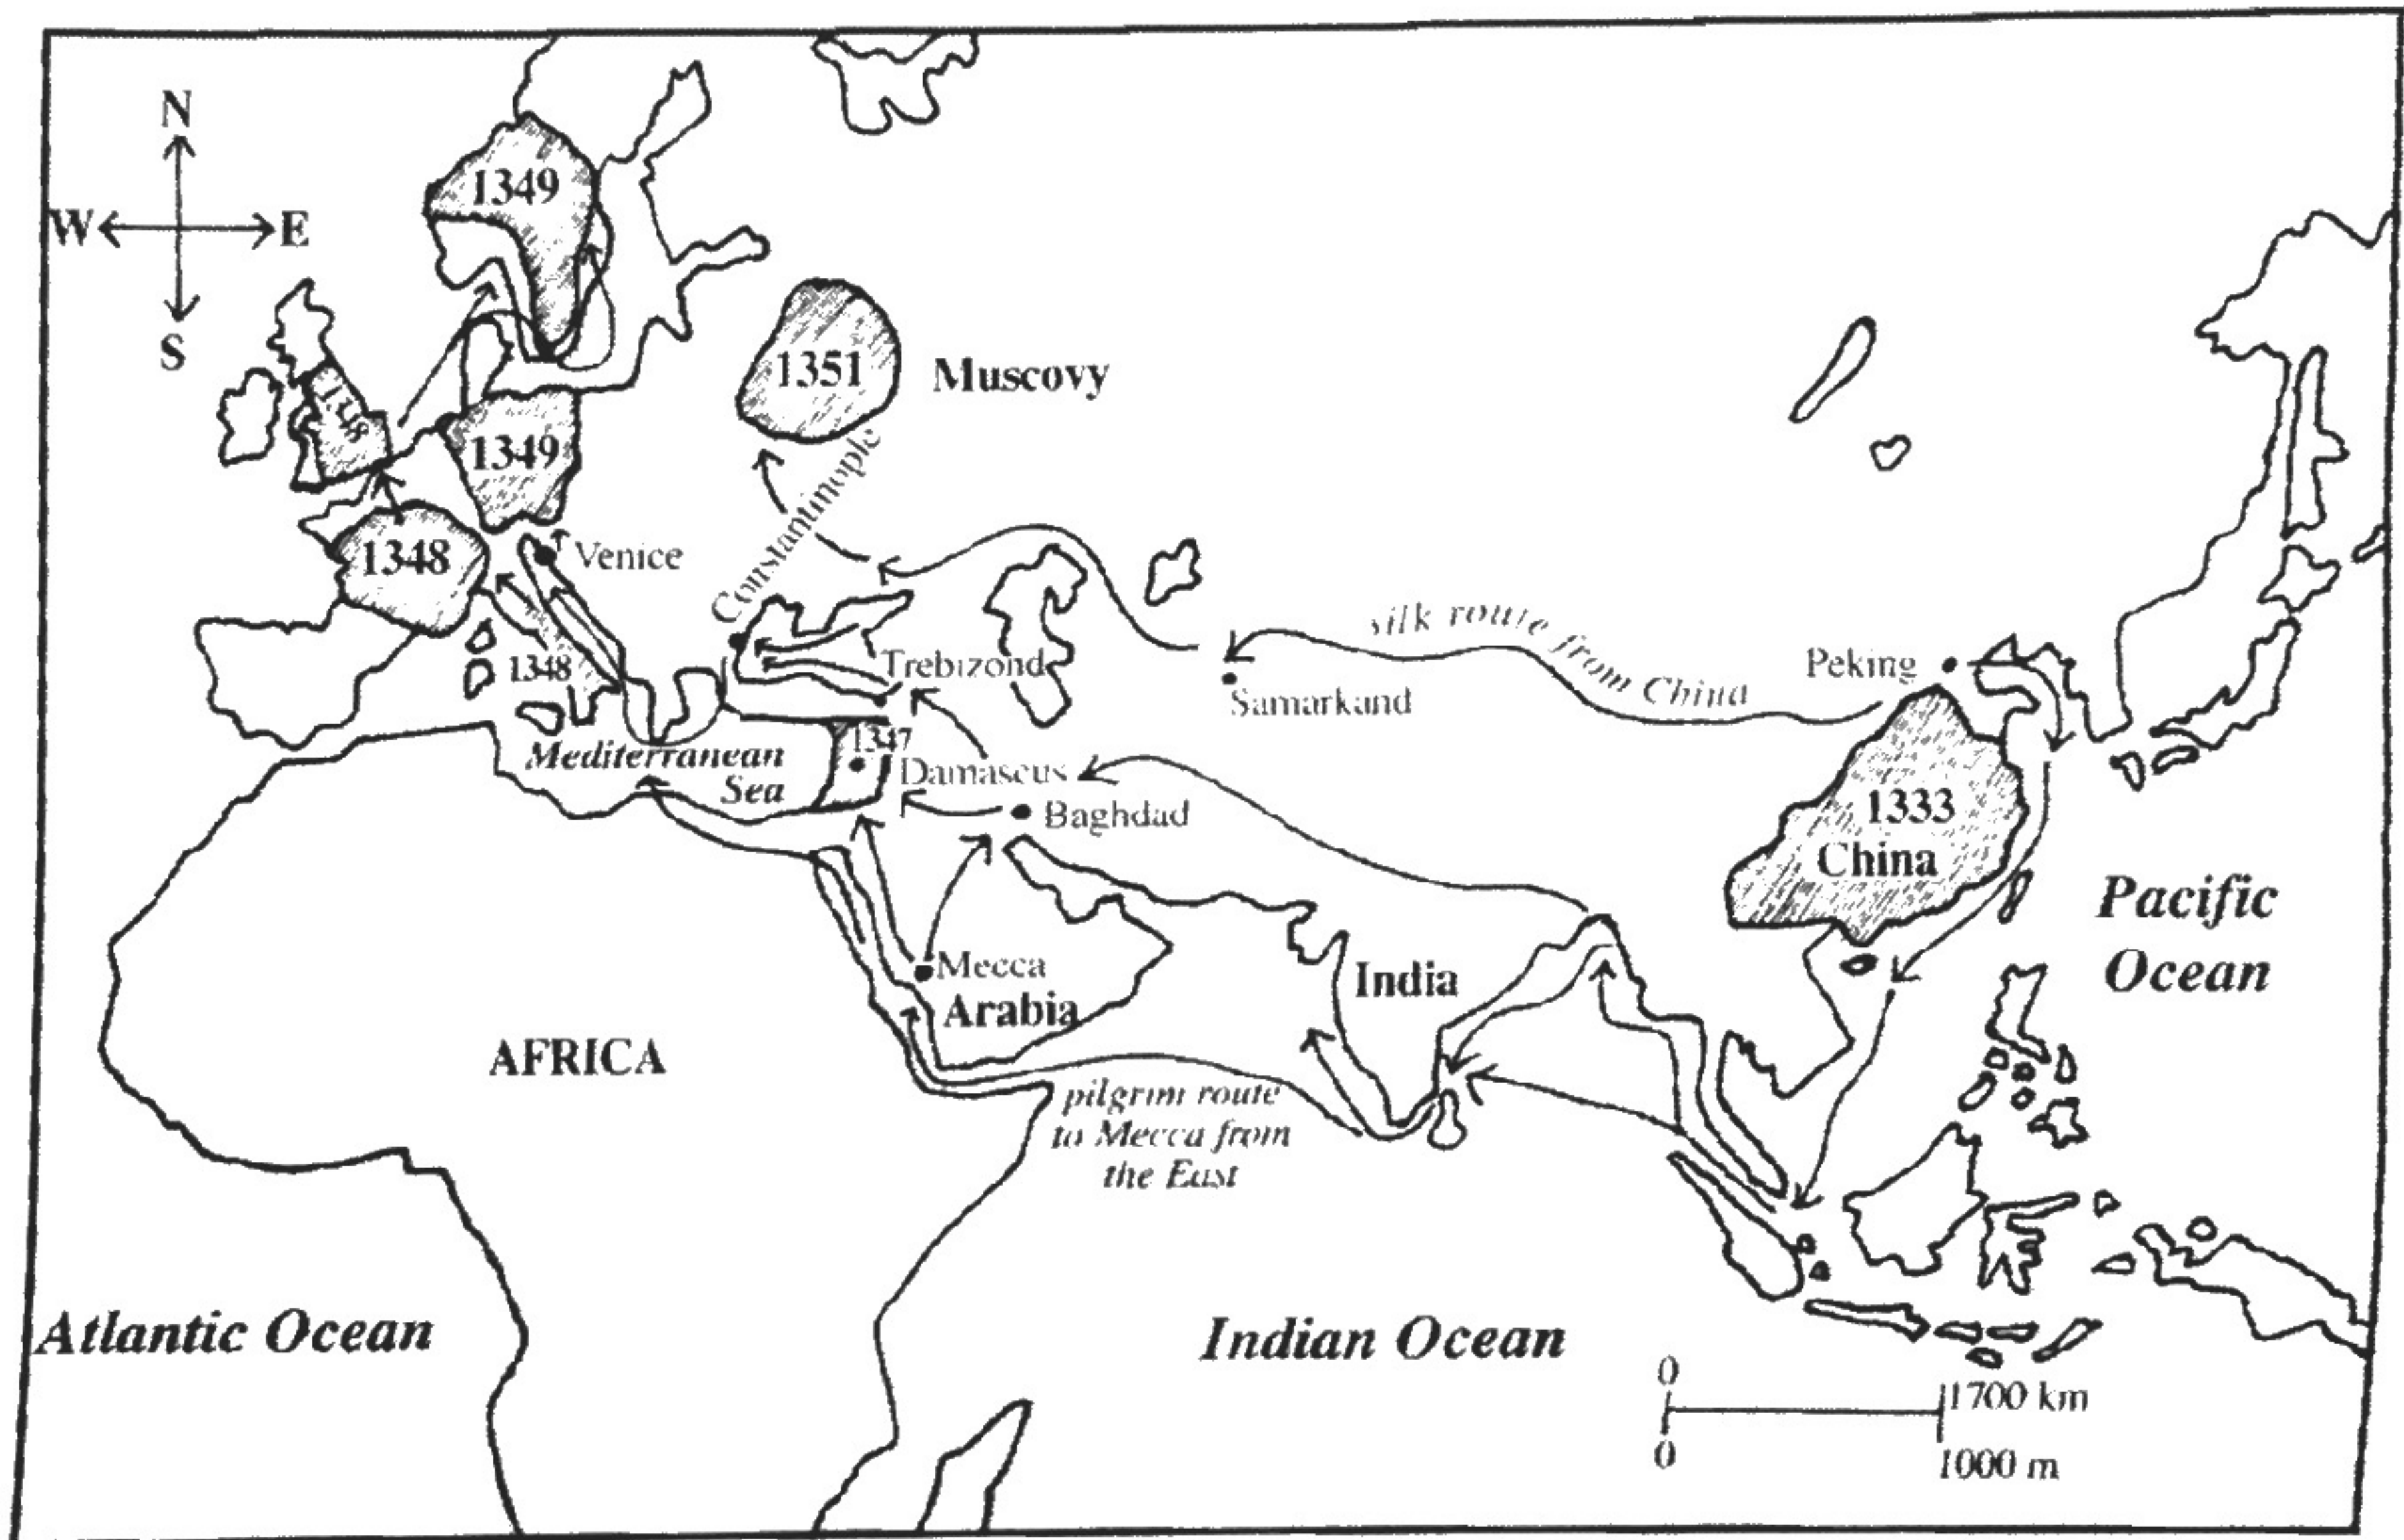 N
W
E
S
1349
1351
Muscovy
1349
1348
Constantinople
1348
Venice
1348
silk route from China
Peking
Trebizond
Samarkand
1347
Mediterranean
Sea
Damascus
Baghdad
1333
China
Pacific
Ocean
Mecca
Arabia
India
AFRICA
pilgrim route
to Mecca from
the East
Atlantic Ocean
Indian Ocean
0
1700 km
0
1000 m